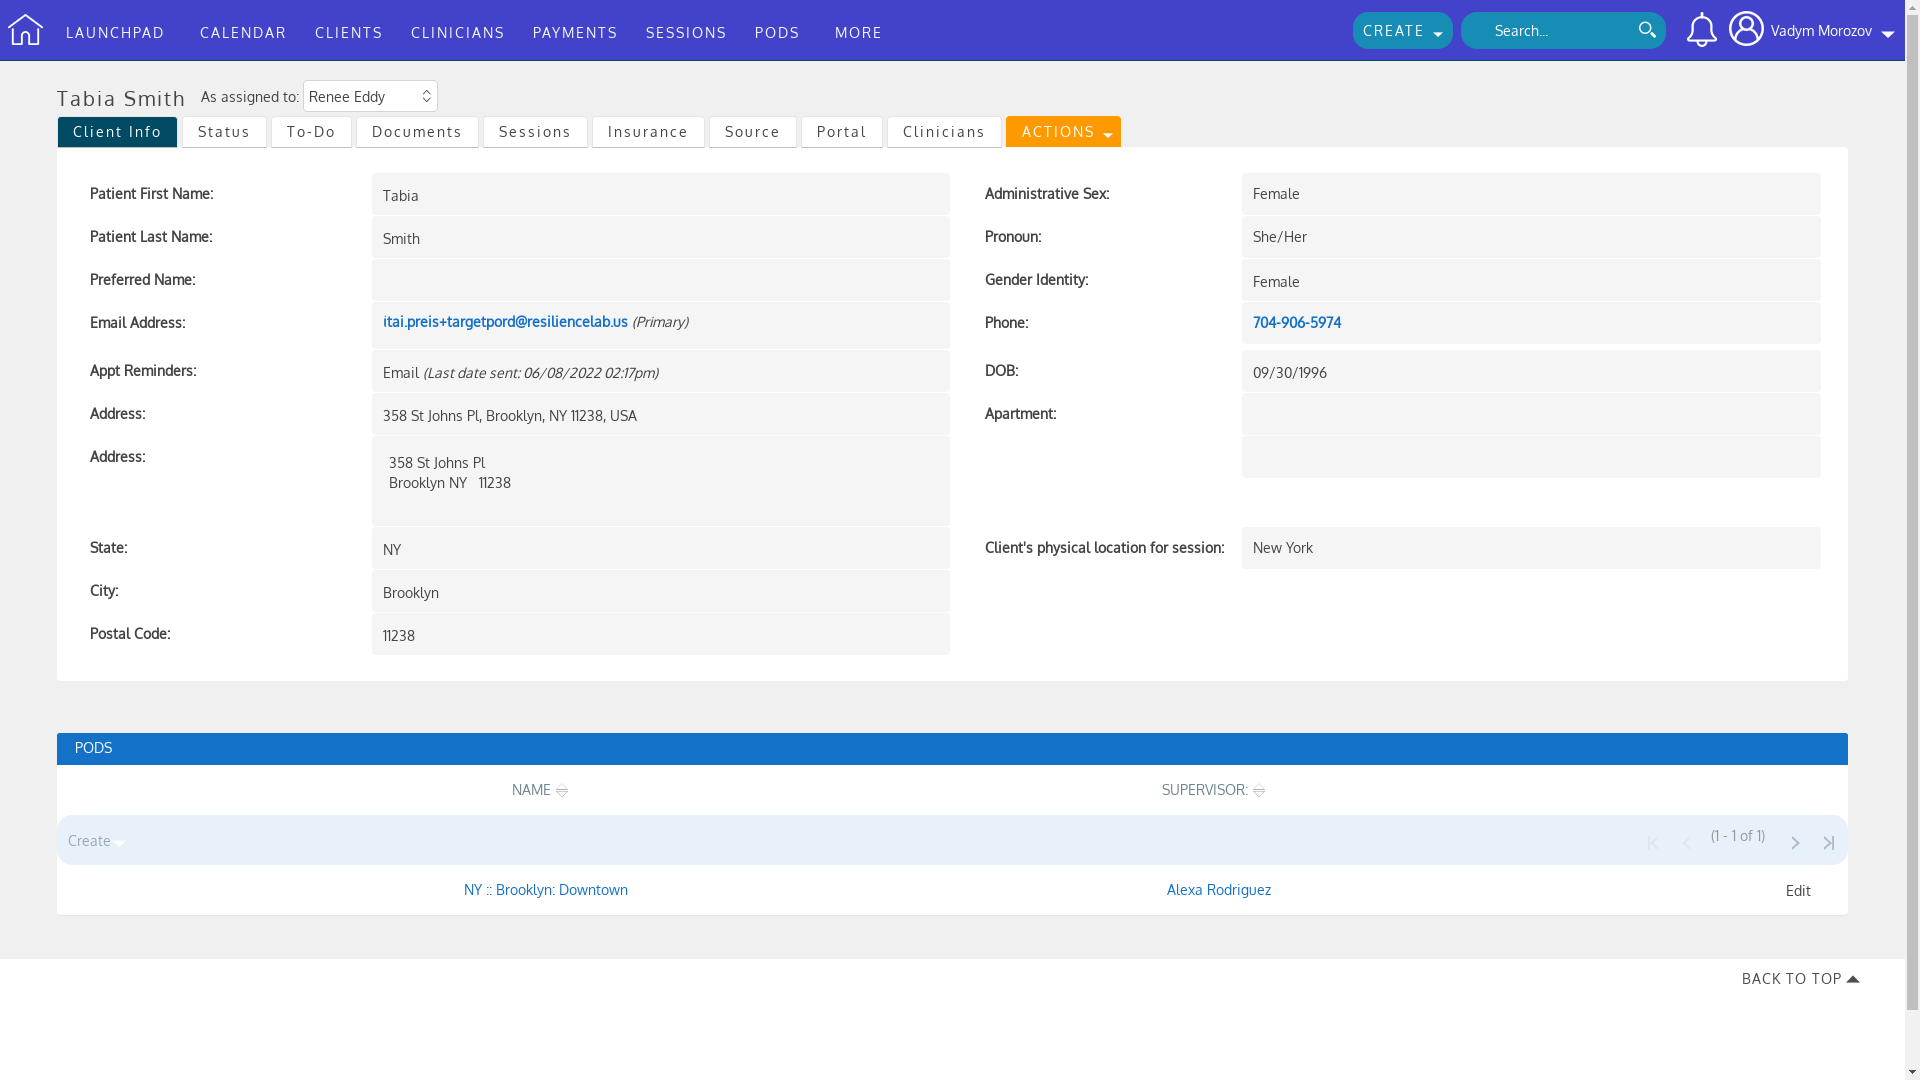 LAUNCHPAD CALENDAR CLIENTS CLINICIANS PAYMENTS SESSIONS PODS MORE CREATE Search... Vadym Morozov
Tabia Smith As assigned to: Renee Eddy
Client Info Status To-Do Documents Sessions Insurance Source Portal Clinicians ACTIONS
Patient First Name: Tabia Administrative Sex: Female
Patient Last Name: Smith Pronoun: She/Her
Preferred Name: Gender Identity: Female
Email Address: itai.preis+targetpord@resiliencelab.us (Primary) Phone: 704-906-5974
Appt Reminders: Email (Last date sent: 06/08/2022 02:17pm) DOB: 09/30/1996
Address: 358 St Johns Pl, Brooklyn, NY 11238, USA Apartment:
Address: 358 St Johns Pl
Brooklyn NY 11238
State: NY Client's physical location for session: New York
City: Brooklyn
Postal Code: 11238
PODS
NAME SUPERVISOR:
Create (1 - 1 of 1)
NY :: Brooklyn: Downtown Alexa Rodriguez Edit
BACK TO TOP